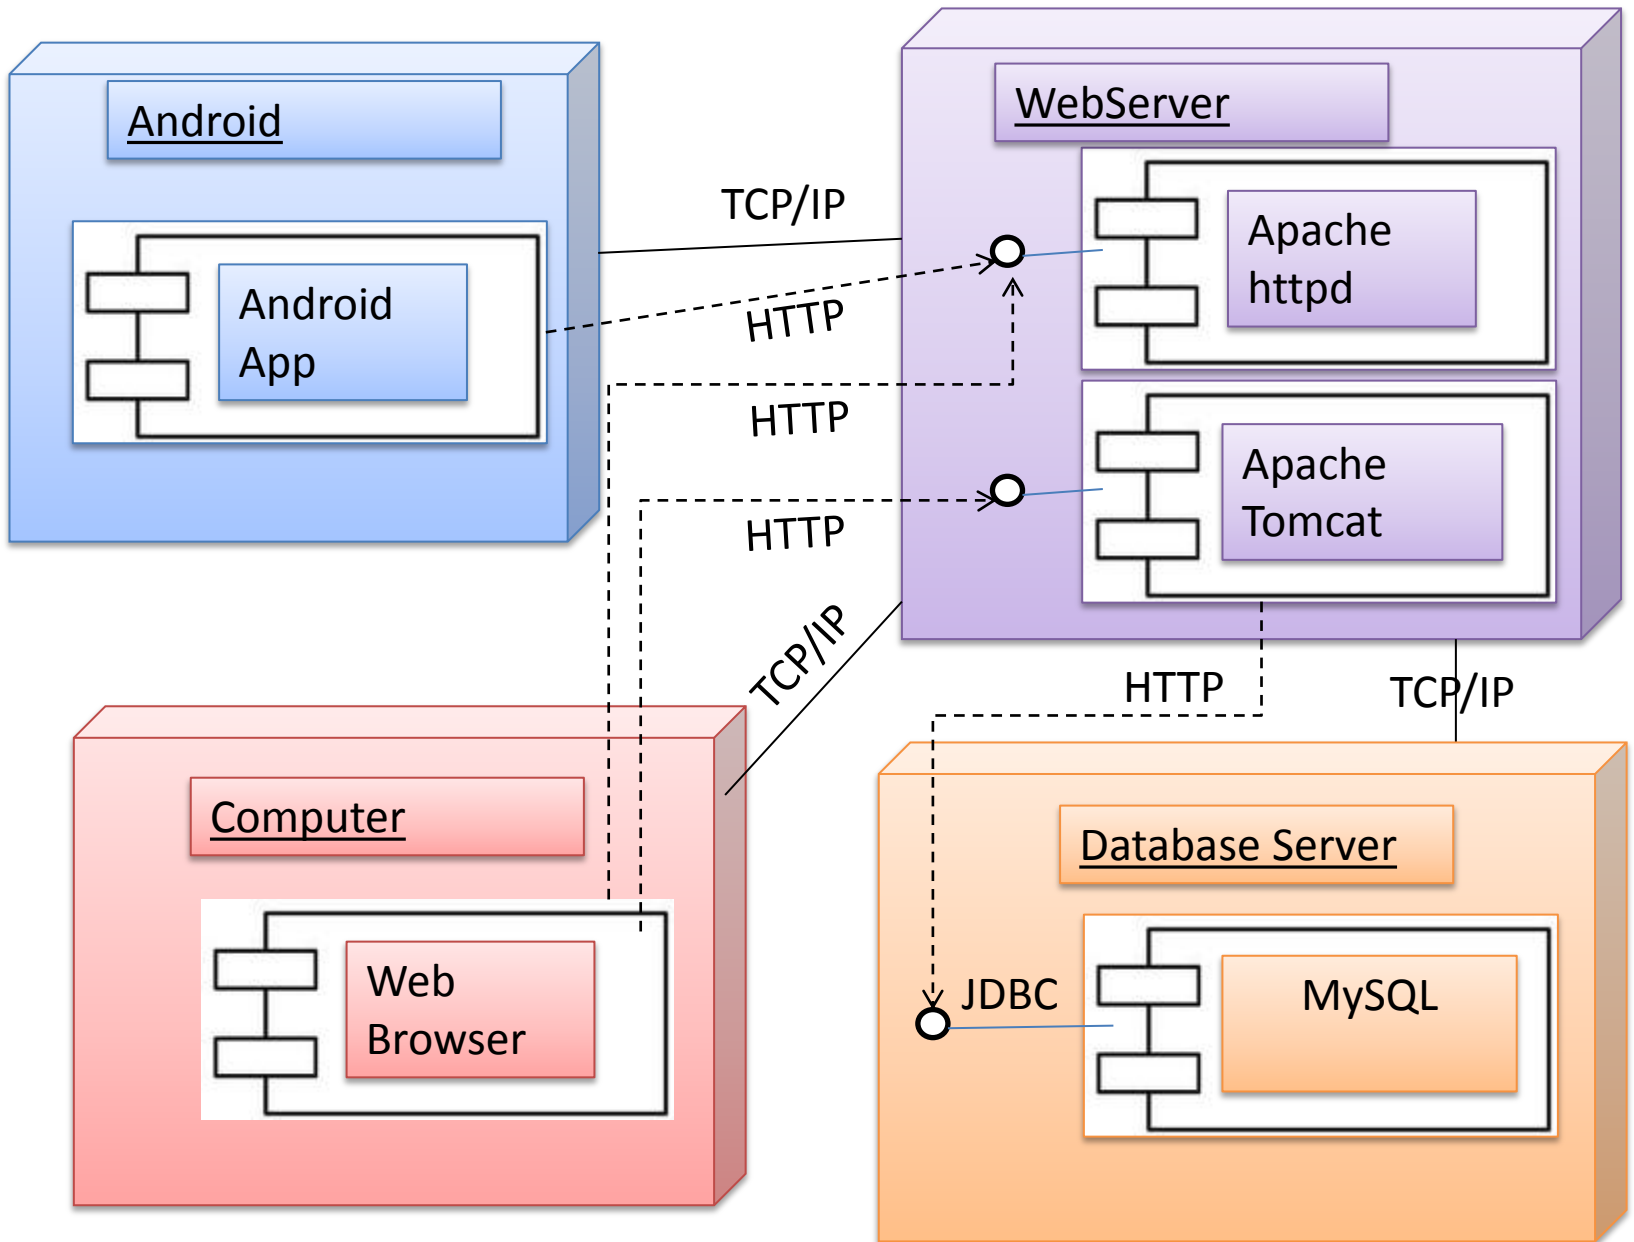 Android
Android
App
WebServer
Apache
httpd
Apache
Tomcat
TCP/IP
HTTP
HTTP
HTTP
TCP/IP
HTTP
TCP/IP
Computer
Web
Browser
Database Server
JDBC
MySQL